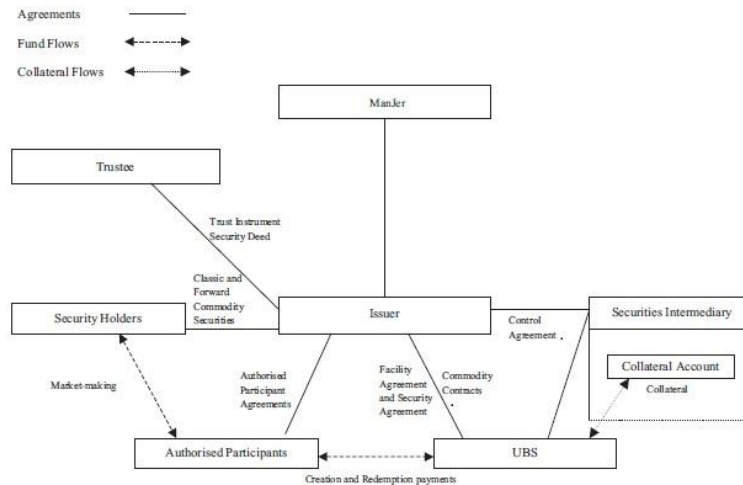 Agreements
Fund Flows
Collateral Flows
ManJer
Trustee
Trust Instrument
Security Deed
Classic and
Forward
Commodity
Securities
Security Holders
Issuer
Securities Intermediary
Control
Agreement
Collateral Account
Collateral
Market-making
Authorised
Participant
Agreements
Facility
Agreement
and Security
Agreement
Commodity
Contracts
Authorised Participants
UBS
Creation and Redemption payments